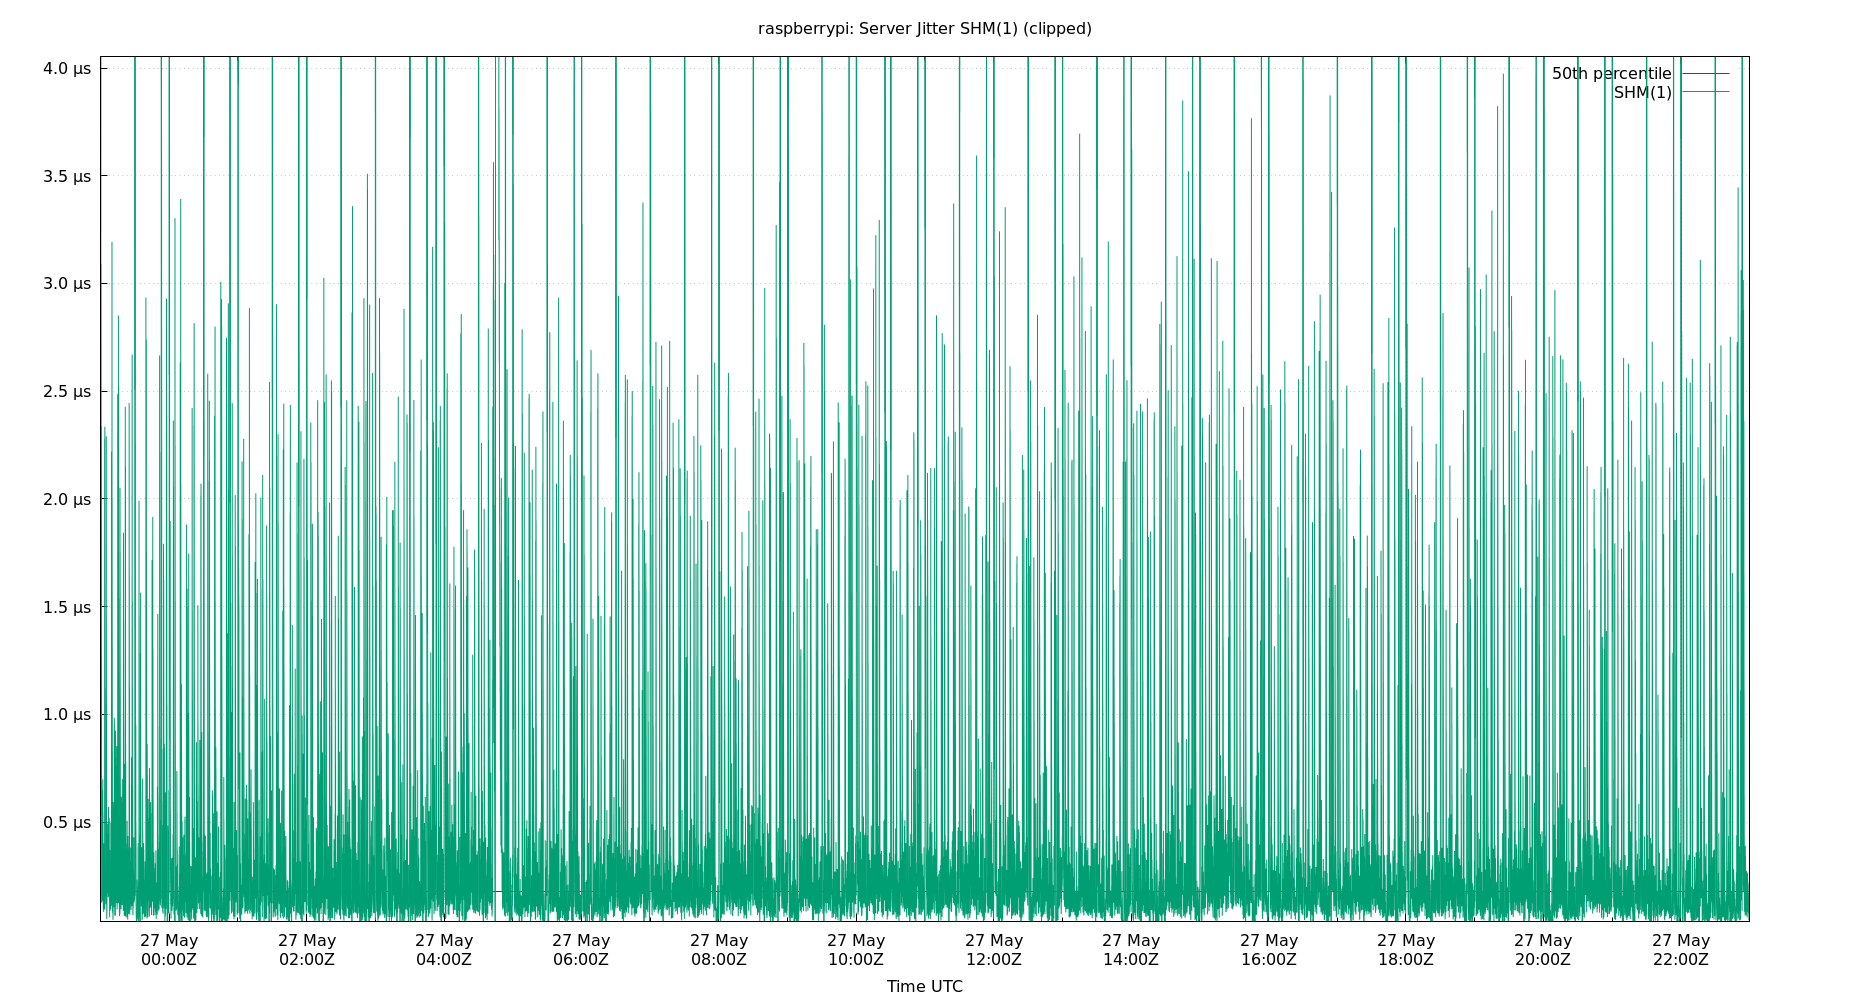 raspberrypi: Server Jitter SHM(1) (clipped)
4.0 µs
3.5 µs
3.0 µs
2.5 µs
2.0 µs
1.5 µs
1.0 µs
0.5 µs
50th percentile
SHM(1)
27 May 27 May 27 May 27 May 27 May 27 May 27 May 27 May 27 May 27 May 27 May 27 May
00:00Z 02:00Z 04:00Z 06:00Z 08:00Z 10:00Z 12:00Z 14:00Z 16:00Z 18:00Z 20:00Z 22:00Z
Time UTC